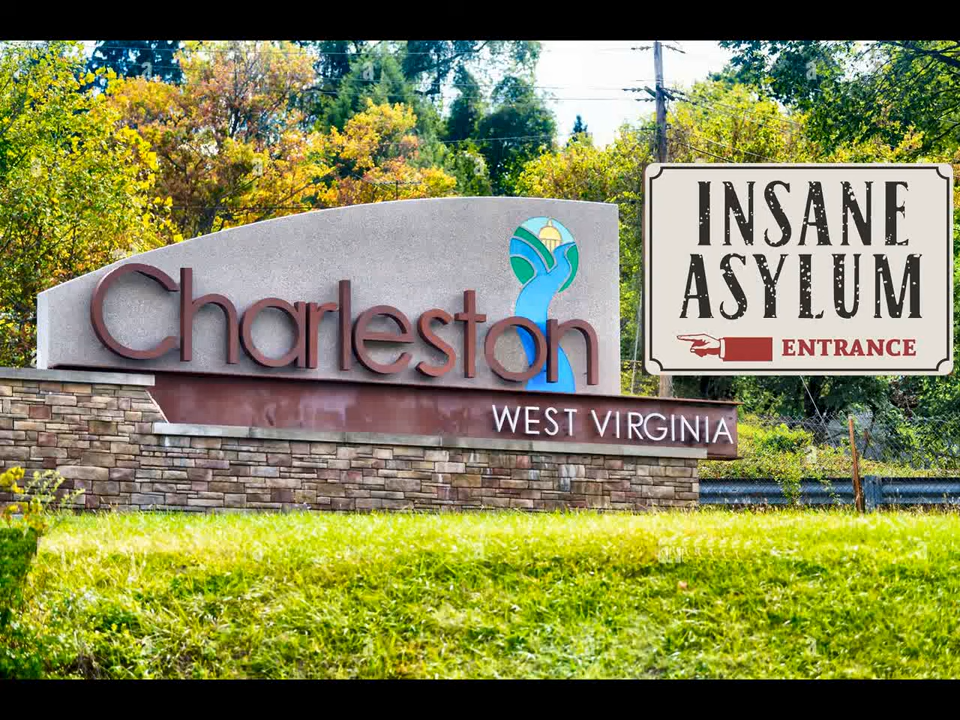 Charleston
WEST VIRGINIA
INSANE
ASYLUM
ENTRANCE